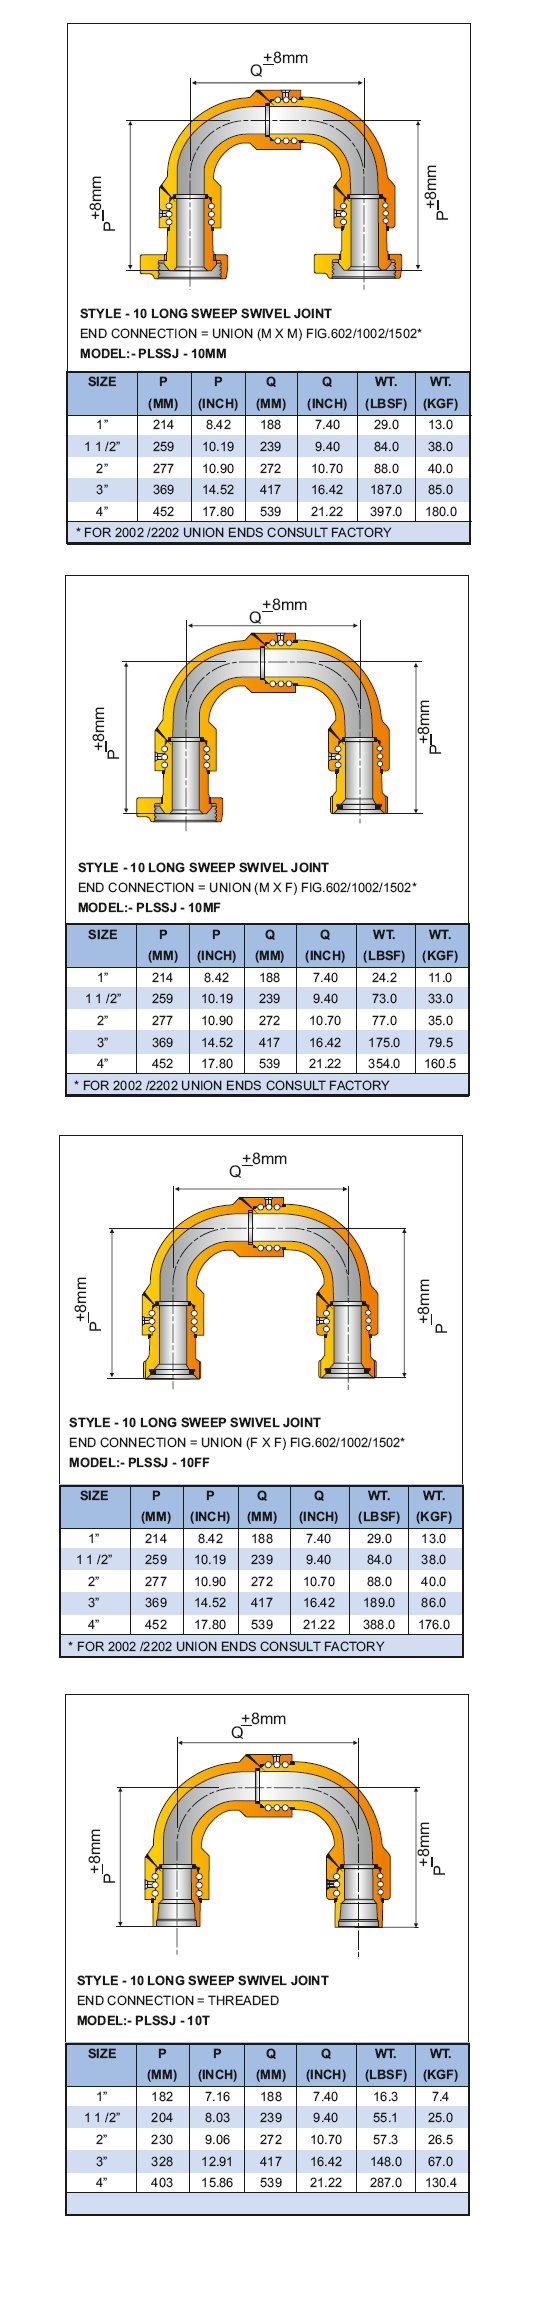 Q ±8mm
P ±8mm
P ±8mm
STYLE - 10 LONG SWEEP SWIVEL JOINT
END CONNECTION = UNION (M X M) FIG.602/1002/1502*
MODEL:- PLSSJ - 10MM
SIZE P P Q Q WT. WT.
(MM) (INCH) (MM) (INCH) (LBSF) (KGF)
1” 214 8.42 188 7.40 29.0 13.0
1 1 /2” 259 10.19 239 9.40 84.0 38.0
2” 277 10.90 272 10.70 88.0 40.0
3” 369 14.52 417 16.42 187.0 85.0
4” 452 17.80 539 21.22 397.0 180.0
* FOR 2002 /2202 UNION ENDS CONSULT FACTORY
Q ±8mm
P ±8mm
P ±8mm
STYLE - 10 LONG SWEEP SWIVEL JOINT
END CONNECTION = UNION (M X F) FIG.602/1002/1502*
MODEL:- PLSSJ - 10MF
SIZE P P Q Q WT. WT.
(MM) (INCH) (MM) (INCH) (LBSF) (KGF)
1” 214 8.42 188 7.40 24.2 11.0
1 1 /2” 259 10.19 239 9.40 73.0 33.0
2” 277 10.90 272 10.70 77.0 35.0
3” 369 14.52 417 16.42 175.0 79.5
4” 452 17.80 539 21.22 354.0 160.5
* FOR 2002 /2202 UNION ENDS CONSULT FACTORY
Q ±8mm
P ±8mm
P ±8mm
STYLE - 10 LONG SWEEP SWIVEL JOINT
END CONNECTION = UNION (F X F) FIG.602/1002/1502*
MODEL:- PLSSJ - 10FF
SIZE P P Q Q WT. WT.
(MM) (INCH) (MM) (INCH) (LBSF) (KGF)
1” 214 8.42 188 7.40 29.0 13.0
1 1 /2” 259 10.19 239 9.40 84.0 38.0
2” 277 10.90 272 10.70 88.0 40.0
3” 369 14.52 417 16.42 189.0 86.0
4” 452 17.80 539 21.22 388.0 176.0
* FOR 2002 /2202 UNION ENDS CONSULT FACTORY
Q ±8mm
P ±8mm
P ±8mm
STYLE - 10 LONG SWEEP SWIVEL JOINT
END CONNECTION = THREADED
MODEL:- PLSSJ - 10T
SIZE P P Q Q WT. WT.
(MM) (INCH) (MM) (INCH) (LBSF) (KGF)
1” 182 7.16 188 7.40 16.3 7.4
1 1 /2” 204 8.03 239 9.40 55.1 25.0
2” 230 9.06 272 10.70 57.3 26.5
3” 328 12.91 417 16.42 148.0 67.0
4” 403 15.86 539 21.22 287.0 130.4